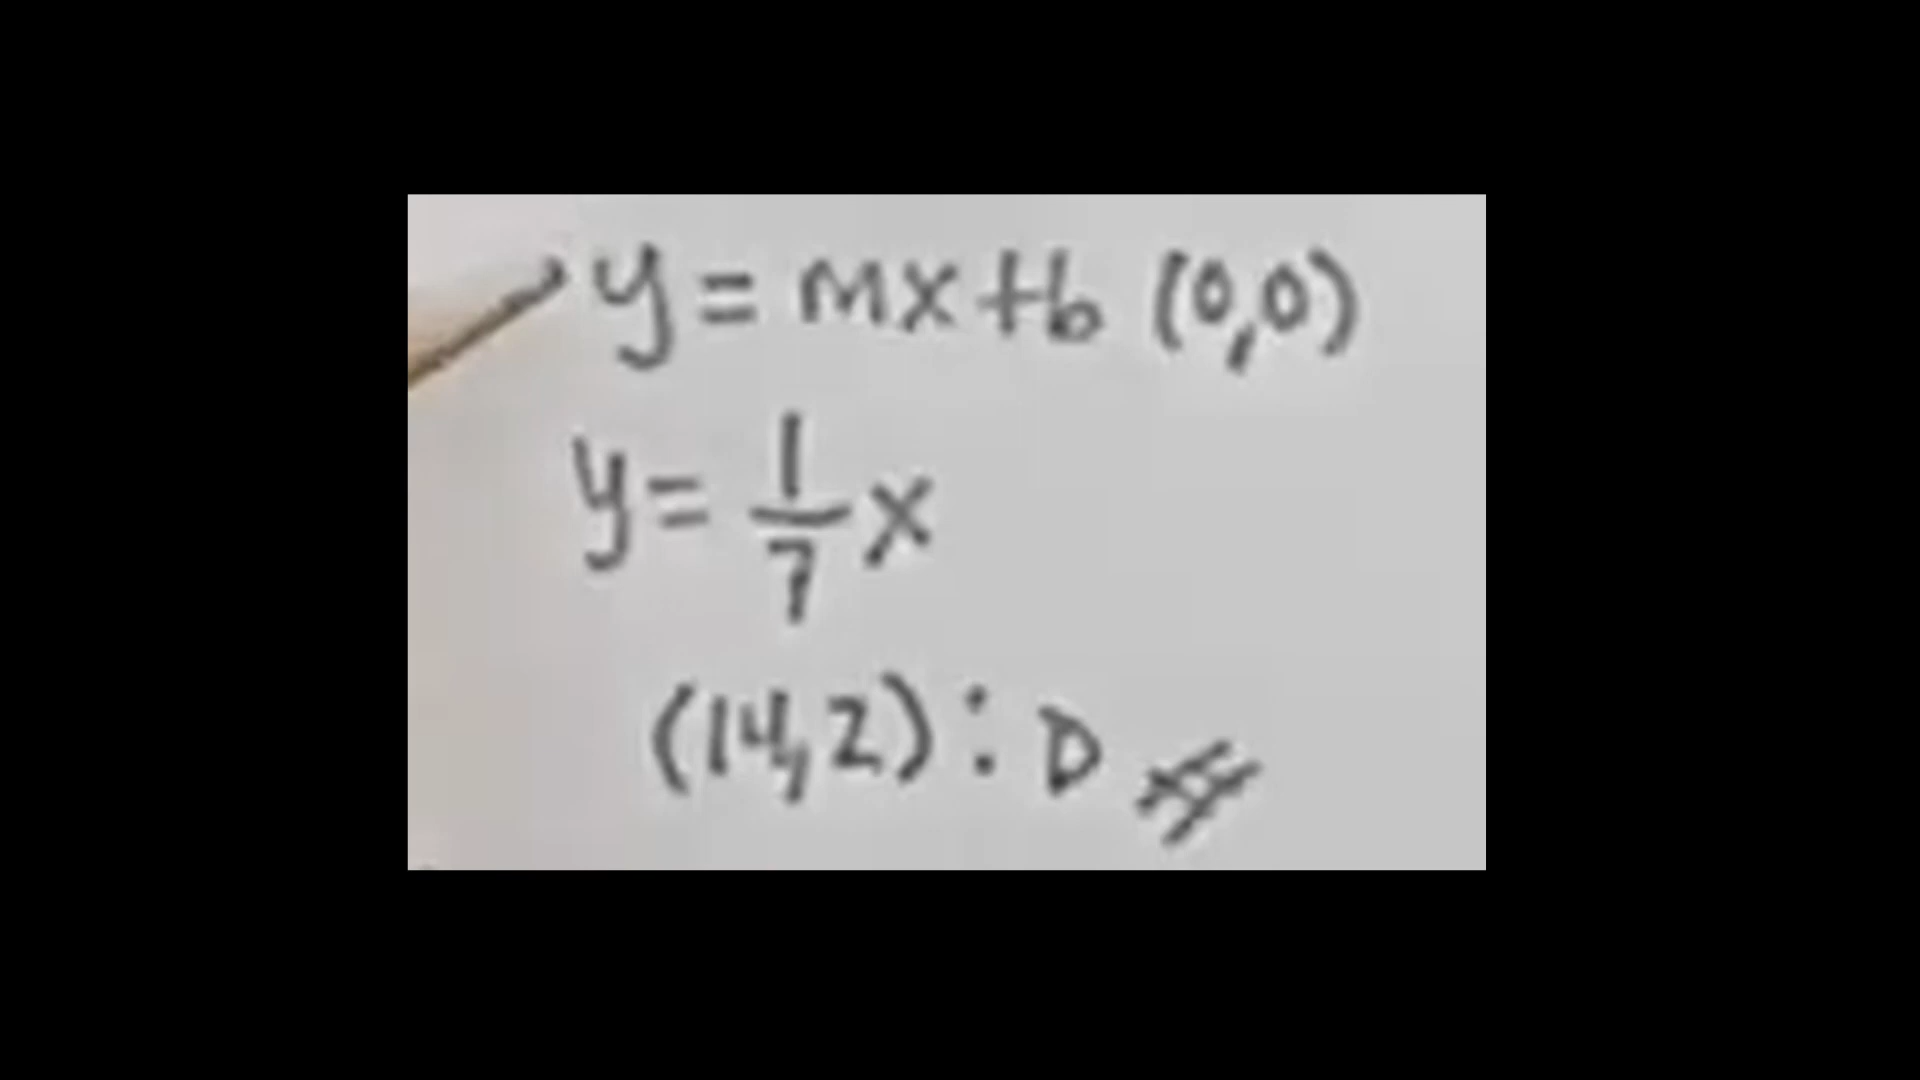 y = mx + b (0,0)
y = 1/7 x
(14,2) : D #